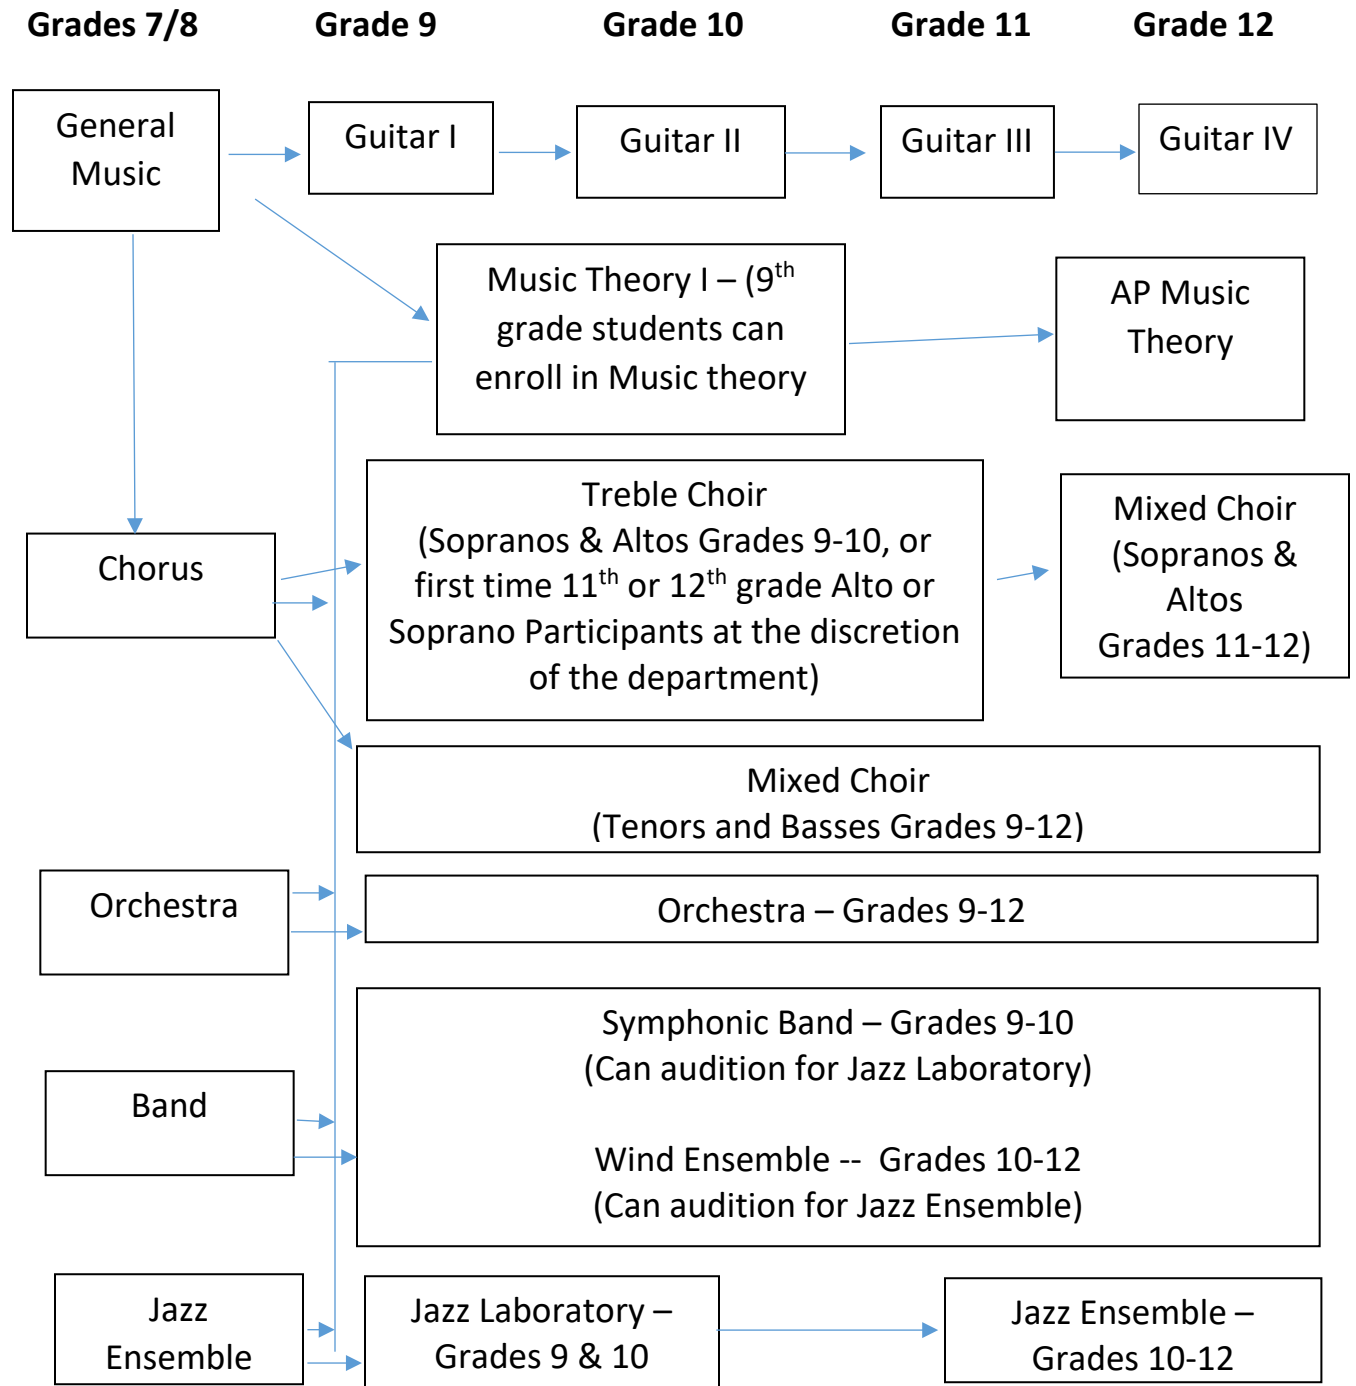 Grades 7/8 Grade 9 Grade 10 Grade 11 Grade 12
General
Music
Guitar I
Guitar II
Guitar III
Guitar IV
Music Theory I – (9th
grade students can
enroll in Music theory
AP Music
Theory
Chorus
Treble Choir
(Sopranos & Altos Grades 9-10, or
first time 11th or 12th grade Alto or
Soprano Participants at the discretion
of the department)
Mixed Choir
(Sopranos &
Altos
Grades 11-12)
Mixed Choir
(Tenors and Basses Grades 9-12)
Orchestra
Orchestra – Grades 9-12
Band
Symphonic Band – Grades 9-10
(Can audition for Jazz Laboratory)
Wind Ensemble -- Grades 10-12
(Can audition for Jazz Ensemble)
Jazz
Ensemble
Jazz Laboratory –
Grades 9 & 10
Jazz Ensemble –
Grades 10-12